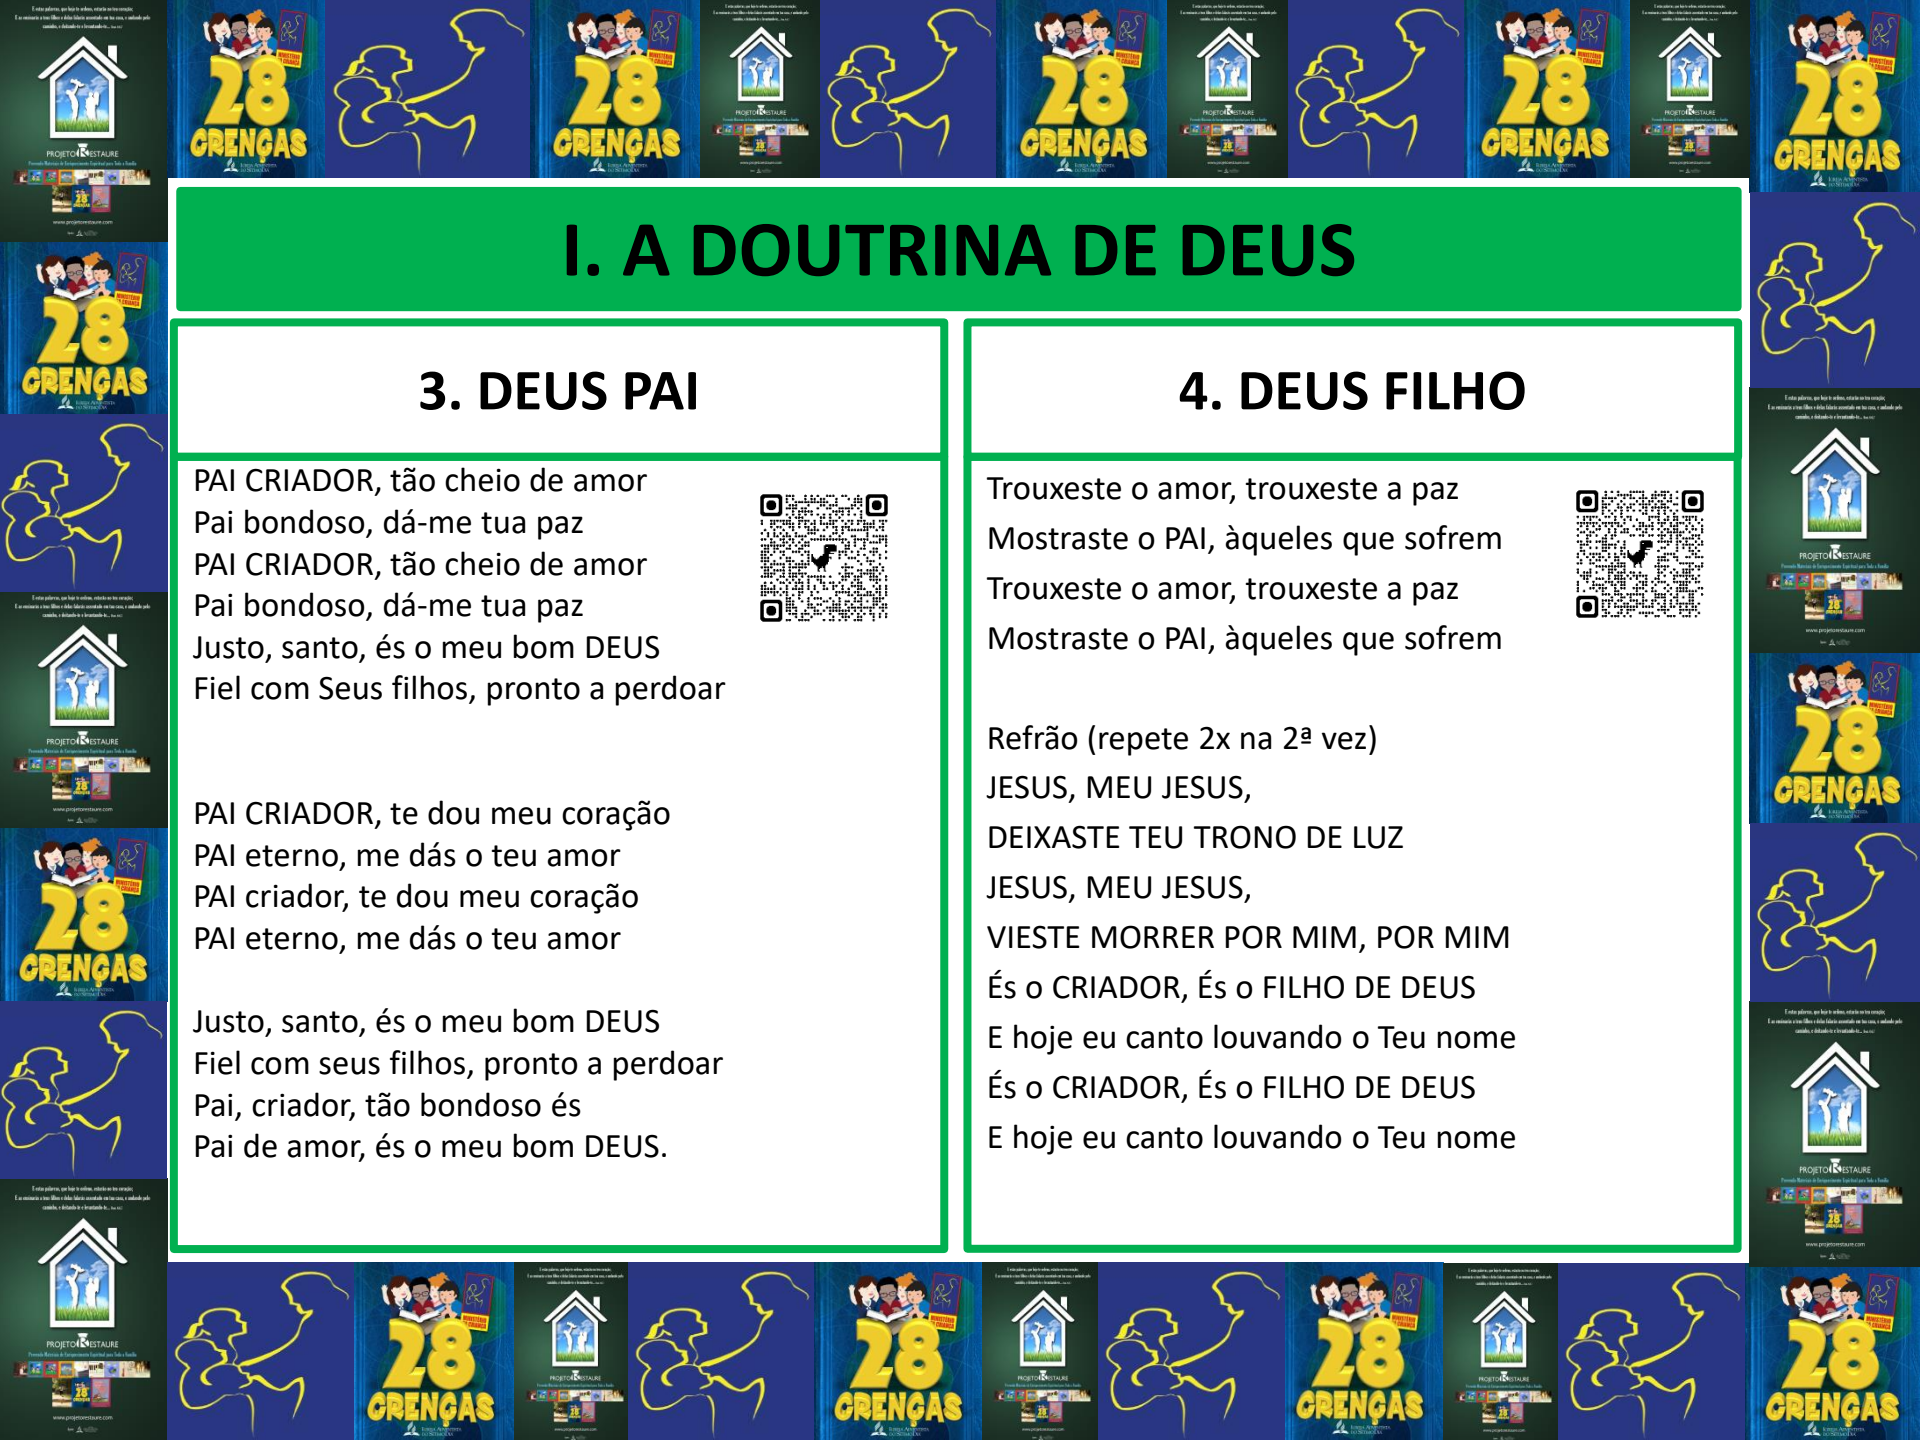 I. A DOUTRINA DE DEUS
3. DEUS PAI
PAI CRIADOR, tão cheio de amor
Pai bondoso, dá-me tua paz
PAI CRIADOR, tão cheio de amor
Pai bondoso, dá-me tua paz
Justo, santo, és o meu bom DEUS
Fiel com Seus filhos, pronto a perdoar
PAI CRIADOR, te dou meu coração
PAI eterno, me dás o teu amor
PAI criador, te dou meu coração
PAI eterno, me dás o teu amor
Justo, santo, és o meu bom DEUS
Fiel com seus filhos, pronto a perdoar
Pai, criador, tão bondoso és
Pai de amor, és o meu bom DEUS.
4. DEUS FILHO
Trouxeste o amor, trouxeste a paz
Mostraste o PAI, àqueles que sofrem
Trouxeste o amor, trouxeste a paz
Mostraste o PAI, àqueles que sofrem
Refrão (repete 2x na 2ª vez)
JESUS, MEU JESUS,
DEIXASTE TEU TRONO DE LUZ
JESUS, MEU JESUS,
VIESTE MORRER POR MIM, POR MIM
És o CRIADOR, És o FILHO DE DEUS
E hoje eu canto louvando o Teu nome
És o CRIADOR, És o FILHO DE DEUS
E hoje eu canto louvando o Teu nome
28
CRENÇAS
PROJETO RESTAURE
www.projetorestaure.com